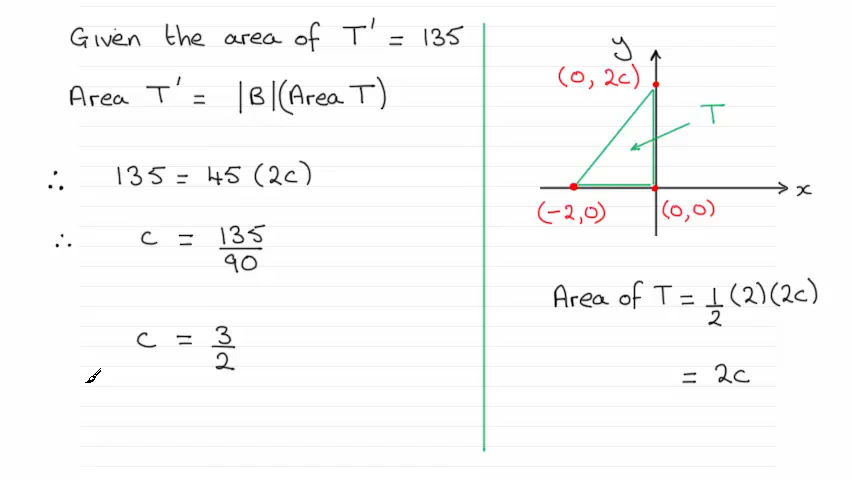 Given the area of T' = 135
Area T' = |B|(Area T)
∴ 135 = 45 (2c)
∴ c = 135/90
c = 3/2
y
(0, 2c)
T
x
(-2,0)
(0,0)
Area of T = 1/2 (2)(2c)
= 2c